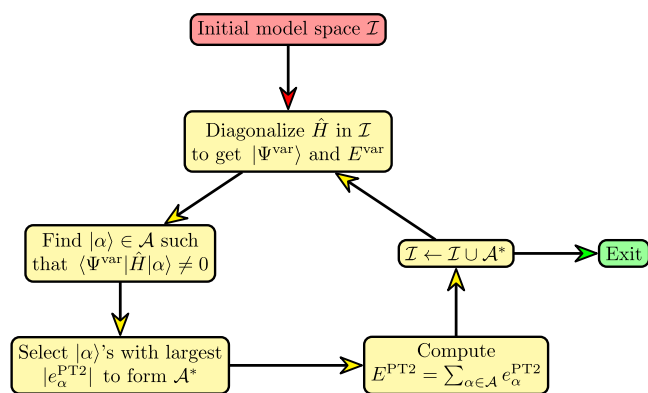 Initial model space ℐ
Diagonalize Ĥ in ℐ
to get |Ψ^var⟩ and E^var
Find |α⟩ ∈ 𝒜 such
that ⟨Ψ^var|Ĥ|α⟩ ≠ 0
ℐ ← ℐ ∪ 𝒜*
Exit
Select |α⟩'s with largest
|e_α^PT2| to form 𝒜*
Compute
E^PT2 = ∑_{α∈𝒜} e_α^PT2